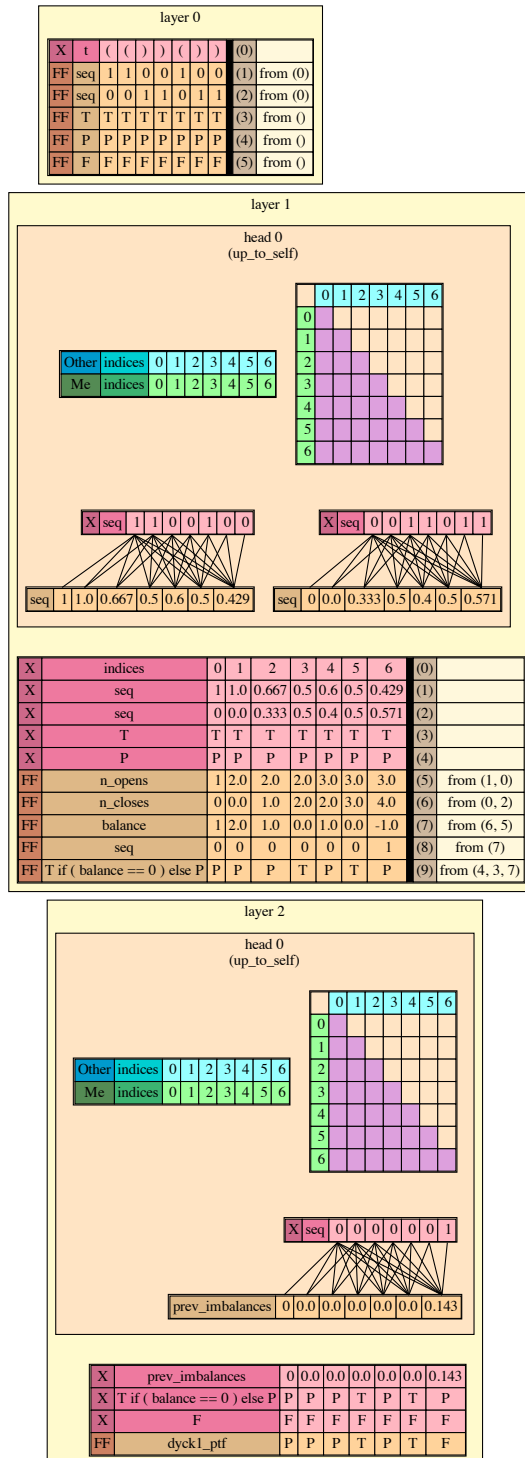 layer 0
X t ( ( ) ) ( ) ) (0)
FF seq 1 1 0 0 1 0 0 (1) from (0)
FF seq 0 0 1 1 0 1 1 (2) from (0)
FF T T T T T T T T (3) from ()
FF P P P P P P P P (4) from ()
FF F F F F F F F F (5) from ()
layer 1
head 0
(up_to_self)
0 1 2 3 4 5 6
0
1
2
3
4
5
6
Other indices 0 1 2 3 4 5 6
Me indices 0 1 2 3 4 5 6
X seq 1 1 0 0 1 0 0
X seq 0 0 1 1 0 1 1
seq 1 1.0 0.667 0.5 0.6 0.5 0.429
seq 0 0.0 0.333 0.5 0.4 0.5 0.571
X indices 0 1 2 3 4 5 6 (0)
X seq 1 1.0 0.667 0.5 0.6 0.5 0.429 (1)
X seq 0 0.0 0.333 0.5 0.4 0.5 0.571 (2)
X T T T T T T T T (3)
X P P P P P P P P (4)
FF n_opens 1 2.0 2.0 2.0 3.0 3.0 3.0 (5) from (1, 0)
FF n_closes 0 0.0 1.0 2.0 2.0 3.0 4.0 (6) from (0, 2)
FF balance 1 2.0 1.0 0.0 1.0 0.0 -1.0 (7) from (6, 5)
FF seq 0 0 0 0 0 0 1 (8) from (7)
FF T if ( balance == 0 ) else P P P P T P T P (9) from (4, 3, 7)
layer 2
head 0
(up_to_self)
0 1 2 3 4 5 6
0
1
2
3
4
5
6
Other indices 0 1 2 3 4 5 6
Me indices 0 1 2 3 4 5 6
X seq 0 0 0 0 0 0 1
prev_imbalances 0 0.0 0.0 0.0 0.0 0.0 0.143
X prev_imbalances 0 0.0 0.0 0.0 0.0 0.0 0.143
X T if ( balance == 0 ) else P P P P T P T P
X F F F F F F F F
FF dyck1_ptf P P P T P T F